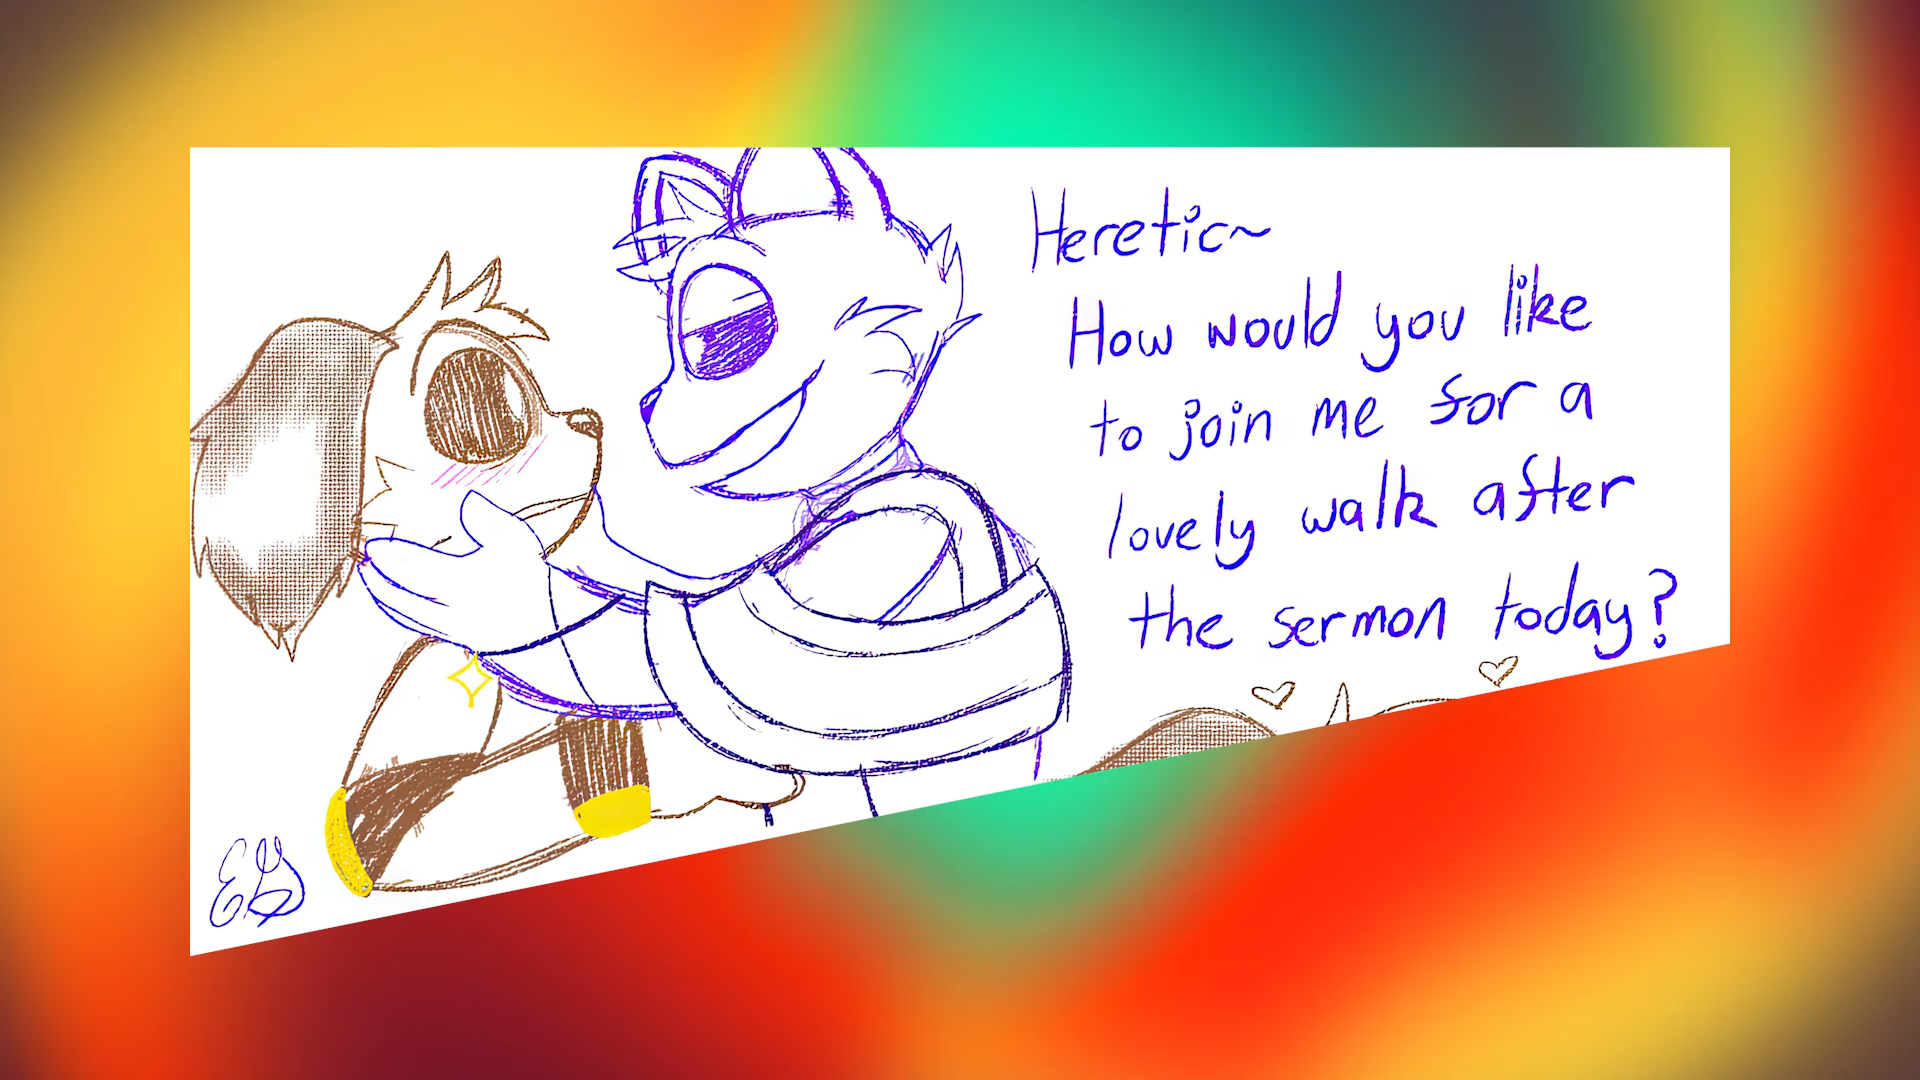 Heretic~
How would you like
to join me for a
lovely walk after
the sermon today?